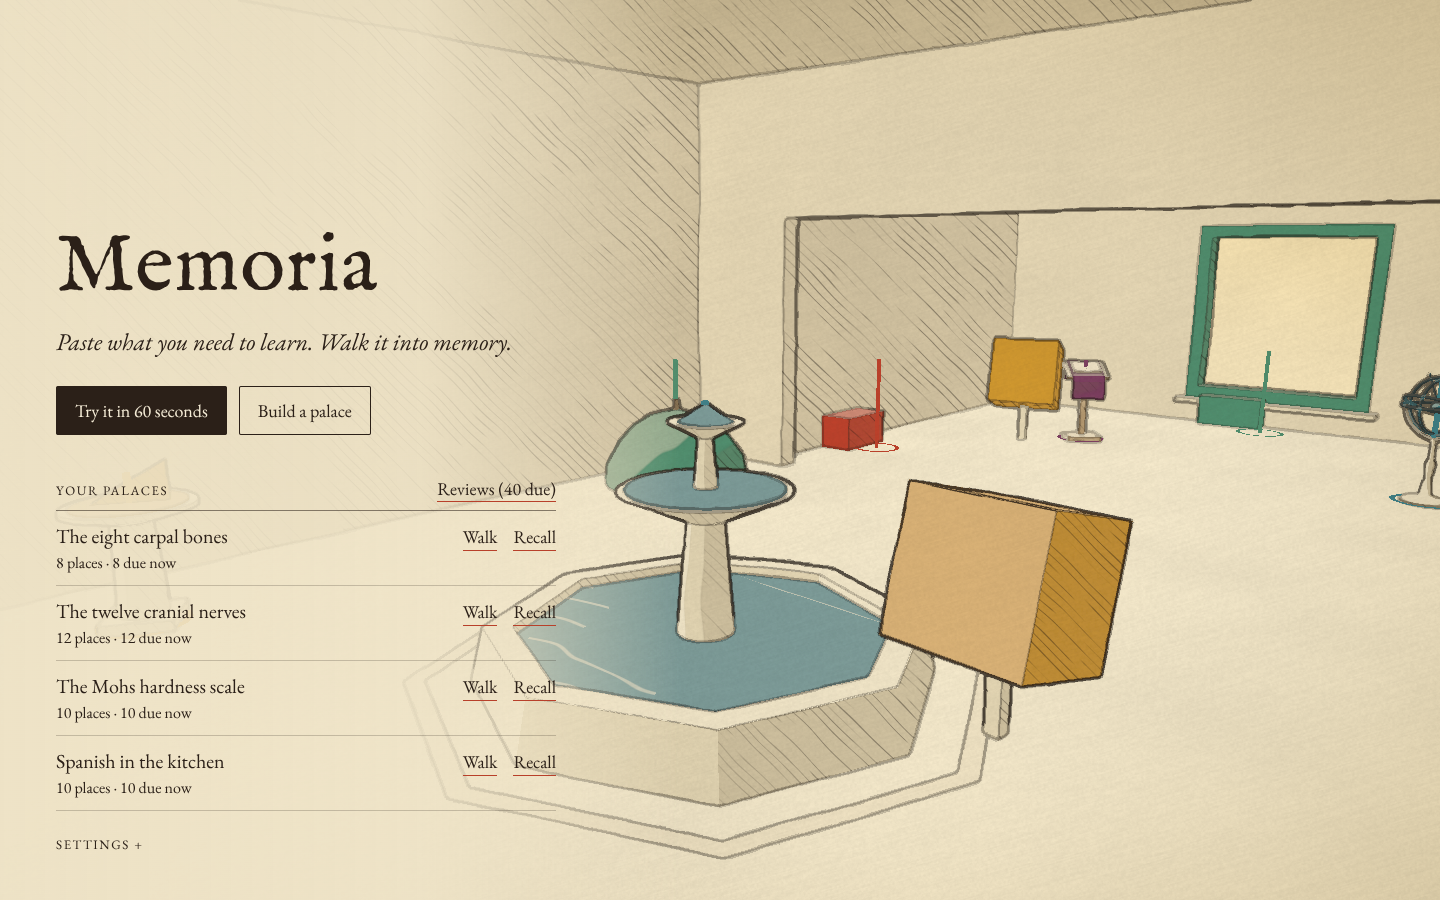 Memoria
Paste what you need to learn. Walk it into memory.
Try it in 60 seconds
Build a palace
YOUR PALACES
Reviews (40 due)
The eight carpal bones
Walk Recall
8 places · 8 due now
The twelve cranial nerves
Walk Recall
12 places · 12 due now
The Mohs hardness scale
Walk Recall
10 places · 10 due now
Spanish in the kitchen
Walk Recall
10 places · 10 due now
SETTINGS +